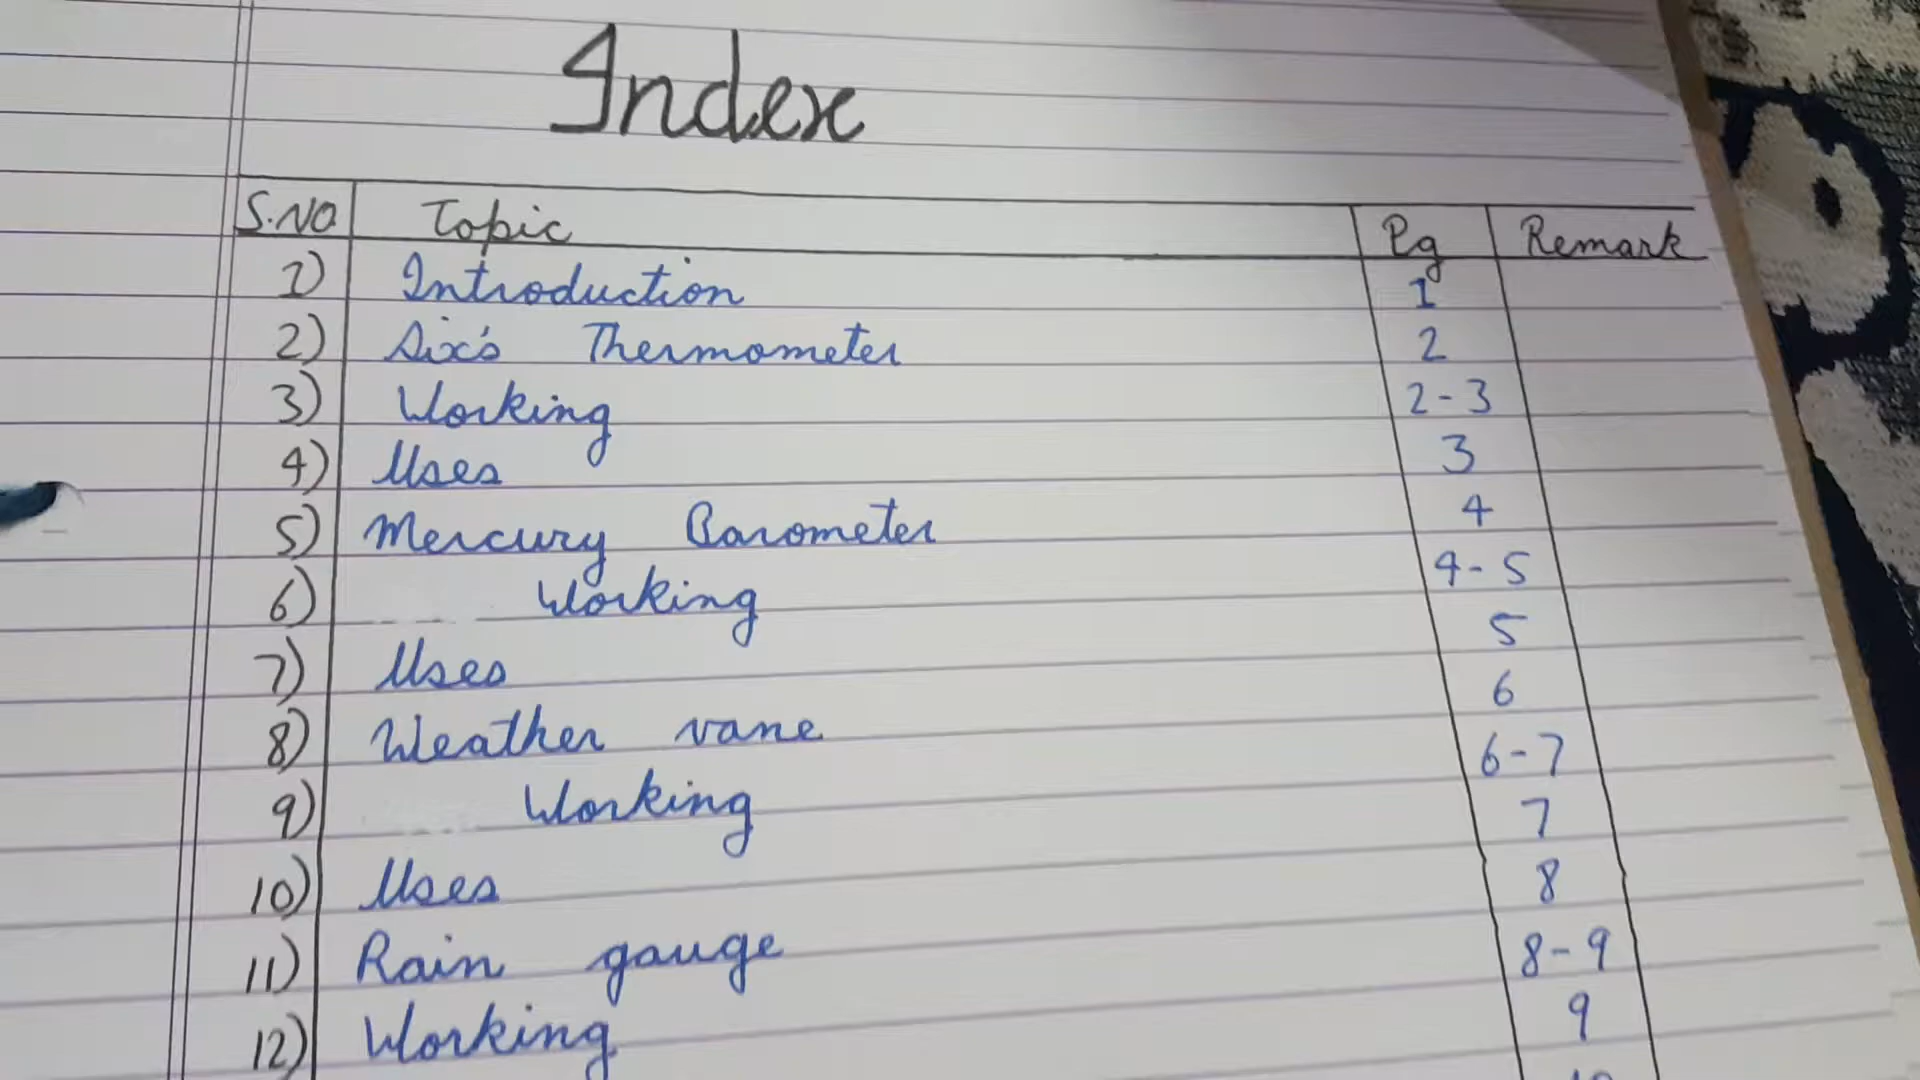 Index
S.NO Topic Pg Remark
1) Introduction 1
2) Six's Thermometer 2
3) Working 2-3
4) Uses 3
5) Mercury Barometer 4
6) Working 4-5
7) Uses 5
8) Weather vane 6
9) Working 6-7
10) Uses 7
11) Rain gauge 8
12) Working 8-9
9